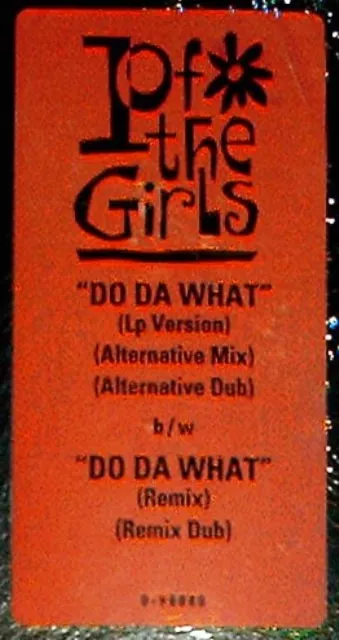 1 of
the
Girls
"DO DA WHAT"
(Lp Version)
(Alternative Mix)
(Alternative Dub)
b/w
"DO DA WHAT"
(Remix)
(Remix Dub)